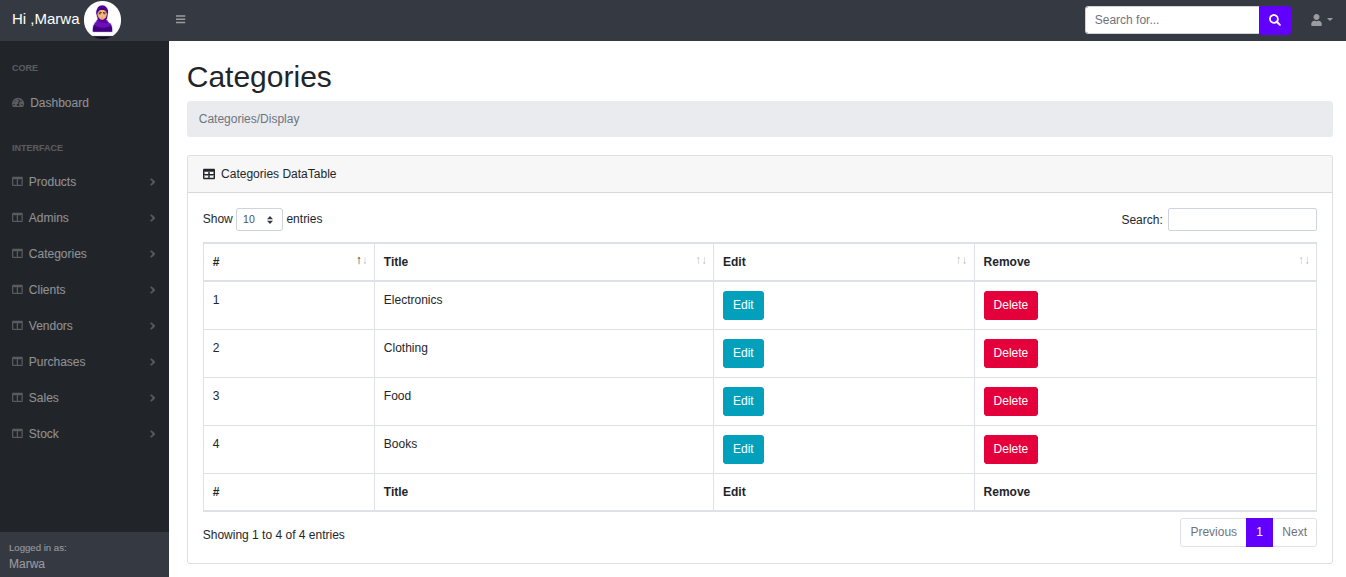 Hi ,Marwa
Search for...
CORE
Dashboard
INTERFACE
Products
Admins
Categories
Clients
Vendors
Purchases
Sales
Stock
Logged in as:
Marwa
Categories
Categories/Display
Categories DataTable
Show 10 entries
Search:
# Title Edit Remove
1 Electronics Edit Delete
2 Clothing Edit Delete
3 Food Edit Delete
4 Books Edit Delete
# Title Edit Remove
Showing 1 to 4 of 4 entries
Previous 1 Next